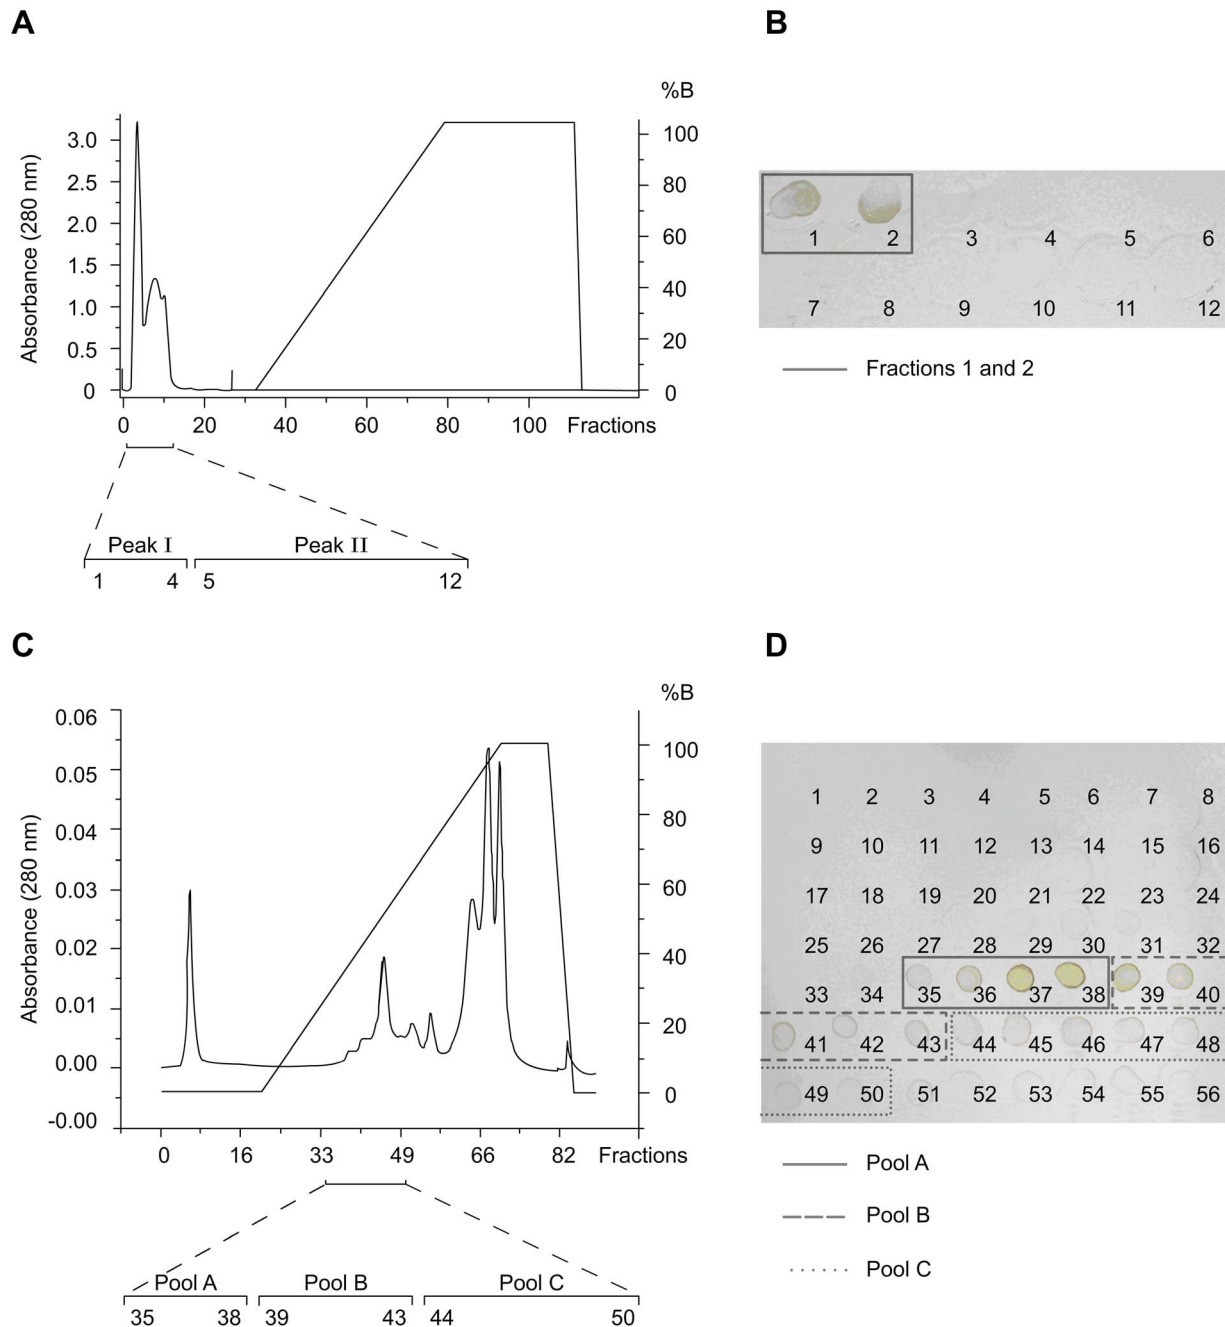 A
B
%B
Absorbance (280 nm)
3.0
2.5
2.0
1.5
1.0
0.5
0
100
80
60
40
20
0
0 20 40 60 80 100 Fractions
Peak I Peak II
1 4 5 12
1 2 3 4 5 6
7 8 9 10 11 12
Fractions 1 and 2
C
D
%B
Absorbance (280 nm)
0.06
0.05
0.04
0.03
0.02
0.01
0.00
-0.00
100
80
60
40
20
0
0 16 33 49 66 82 Fractions
Pool A Pool B Pool C
35 38 39 43 44 50
1 2 3 4 5 6 7 8
9 10 11 12 13 14 15 16
17 18 19 20 21 22 23 24
25 26 27 28 29 30 31 32
33 34 35 36 37 38 39 40
41 42 43 44 45 46 47 48
49 50 51 52 53 54 55 56
Pool A
Pool B
Pool C